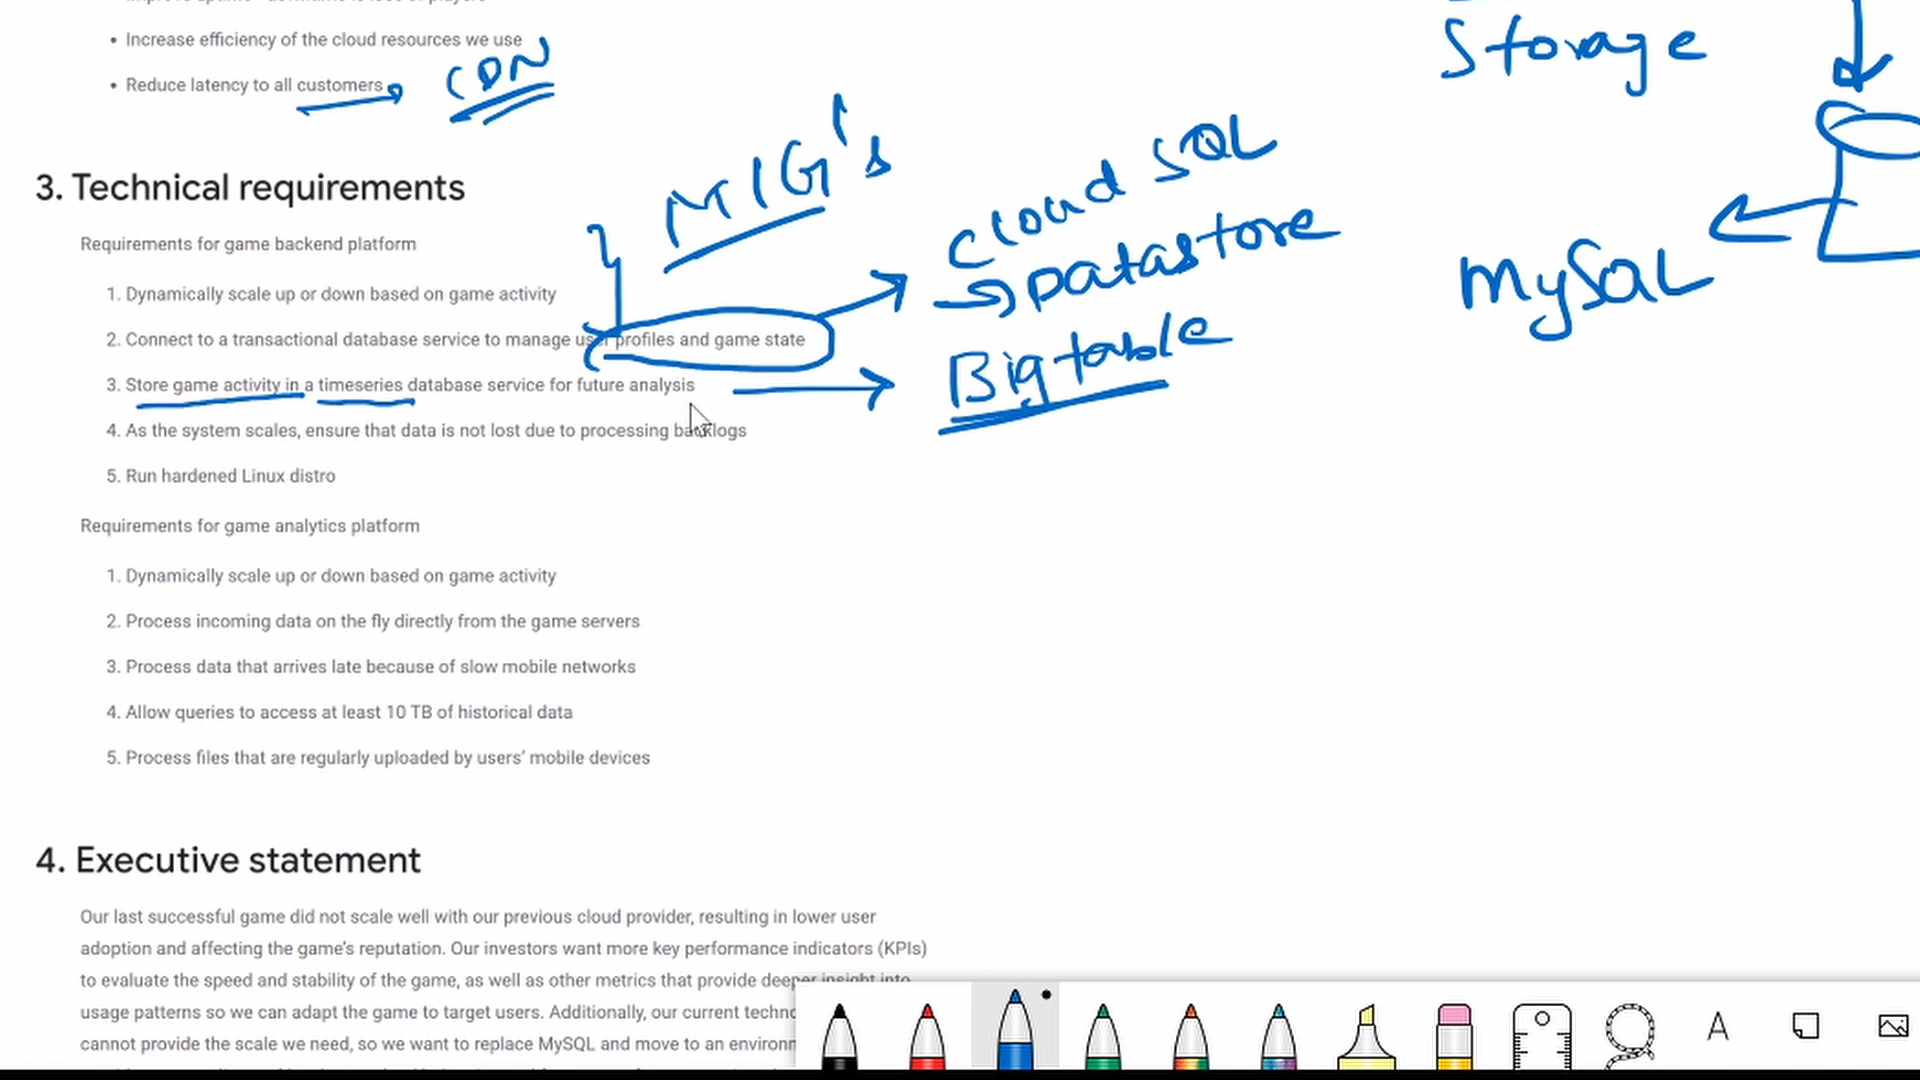 • Increase efficiency of the cloud resources we use
• Reduce latency to all customers
CDN
3. Technical requirements
MIG's
Cloud SQL
Datastore
Bigtable
Storage
MySQL
Requirements for game backend platform
1. Dynamically scale up or down based on game activity
2. Connect to a transactional database service to manage user profiles and game state
3. Store game activity in a timeseries database service for future analysis
4. As the system scales, ensure that data is not lost due to processing backlogs
5. Run hardened Linux distro
Requirements for game analytics platform
1. Dynamically scale up or down based on game activity
2. Process incoming data on the fly directly from the game servers
3. Process data that arrives late because of slow mobile networks
4. Allow queries to access at least 10 TB of historical data
5. Process files that are regularly uploaded by users' mobile devices
4. Executive statement
Our last successful game did not scale well with our previous cloud provider, resulting in lower user
adoption and affecting the game's reputation. Our investors want more key performance indicators (KPIs)
to evaluate the speed and stability of the game, as well as other metrics that provide deeper insight into
usage patterns so we can adapt the game to target users. Additionally, our current techno
cannot provide the scale we need, so we want to replace MySQL and move to an environm
A